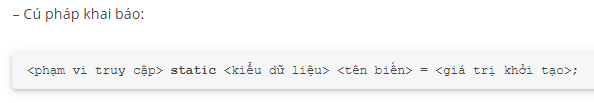 – Cú pháp khai báo:
<phạm vi truy cập> static <kiểu dữ liệu> <tên biến> = <giá trị khởi tạo>;